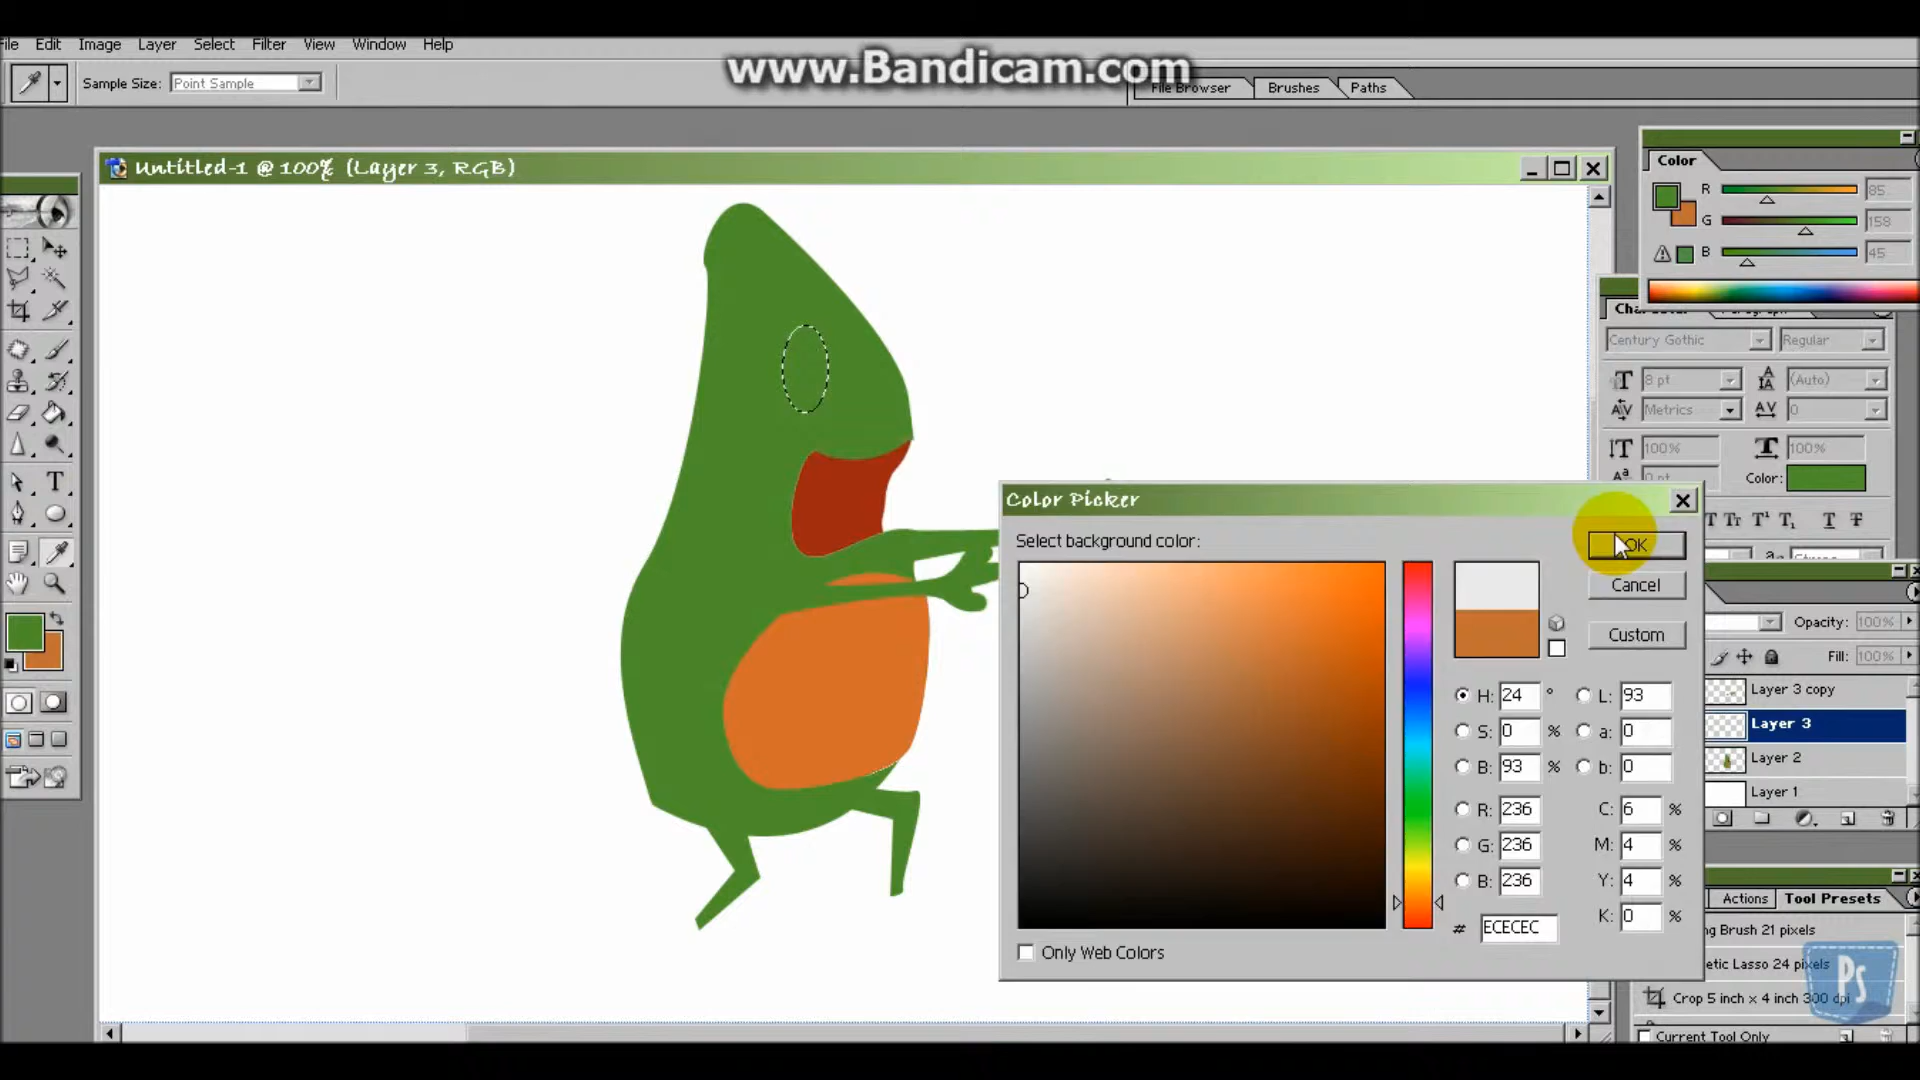 File Edit Image Layer Select Filter View Window Help
www.Bandicam.com
Sample Size: Point Sample
File Browser Brushes Paths
Untitled-1 @ 100% (Layer 3, RGB)
Color
R 85
G 158
B 45
Century Gothic Regular
8 pt (Auto)
Metrics 0
100% 100%
0 pt Color:
Color Picker
Select background color:
OK
Cancel
Custom
H: 24 °
S: 0 %
B: 93 %
R: 236
G: 236
B: 236
# ECECEC
L: 93
a: 0
b: 0
C: 6 %
M: 4 %
Y: 4 %
K: 0 %
Only Web Colors
Opacity: 100%
Fill: 100%
Layer 3 copy
Layer 3
Layer 2
Layer 1
Actions Tool Presets
ng Brush 21 pixels
etic Lasso 24 pixels
Crop 5 inch x 4 inch 300 dpi
Current Tool Only
Ps